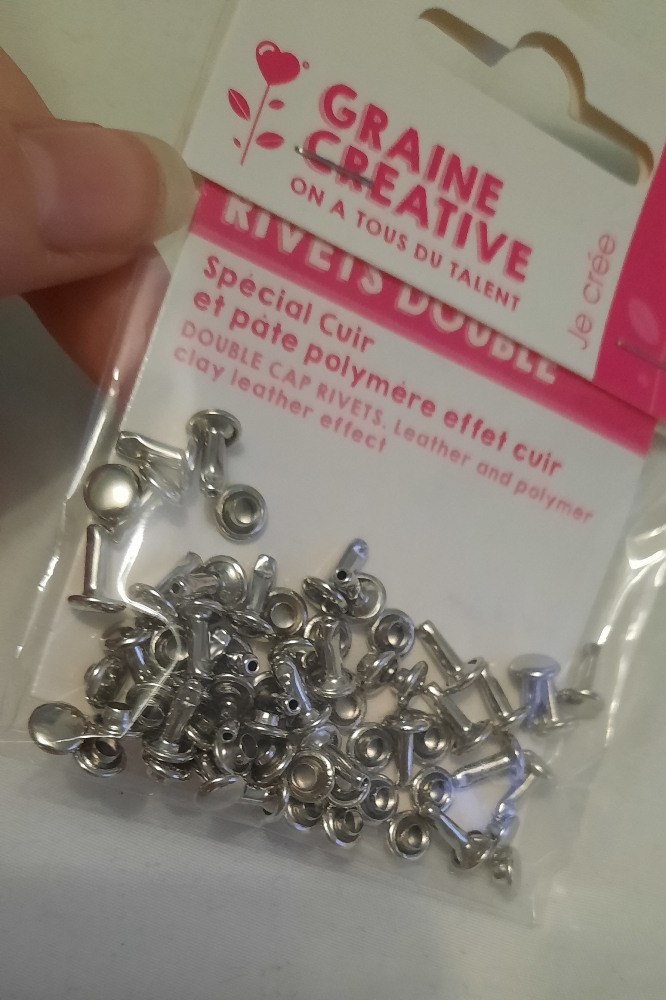 GRAINE
CREATIVE
ON A TOUS DU TALENT
Je crée
RIVETS DOUBLE
Spécial Cuir
et pâte polymère effet cuir
DOUBLE CAP RIVETS. Leather and polymer
clay leather effect